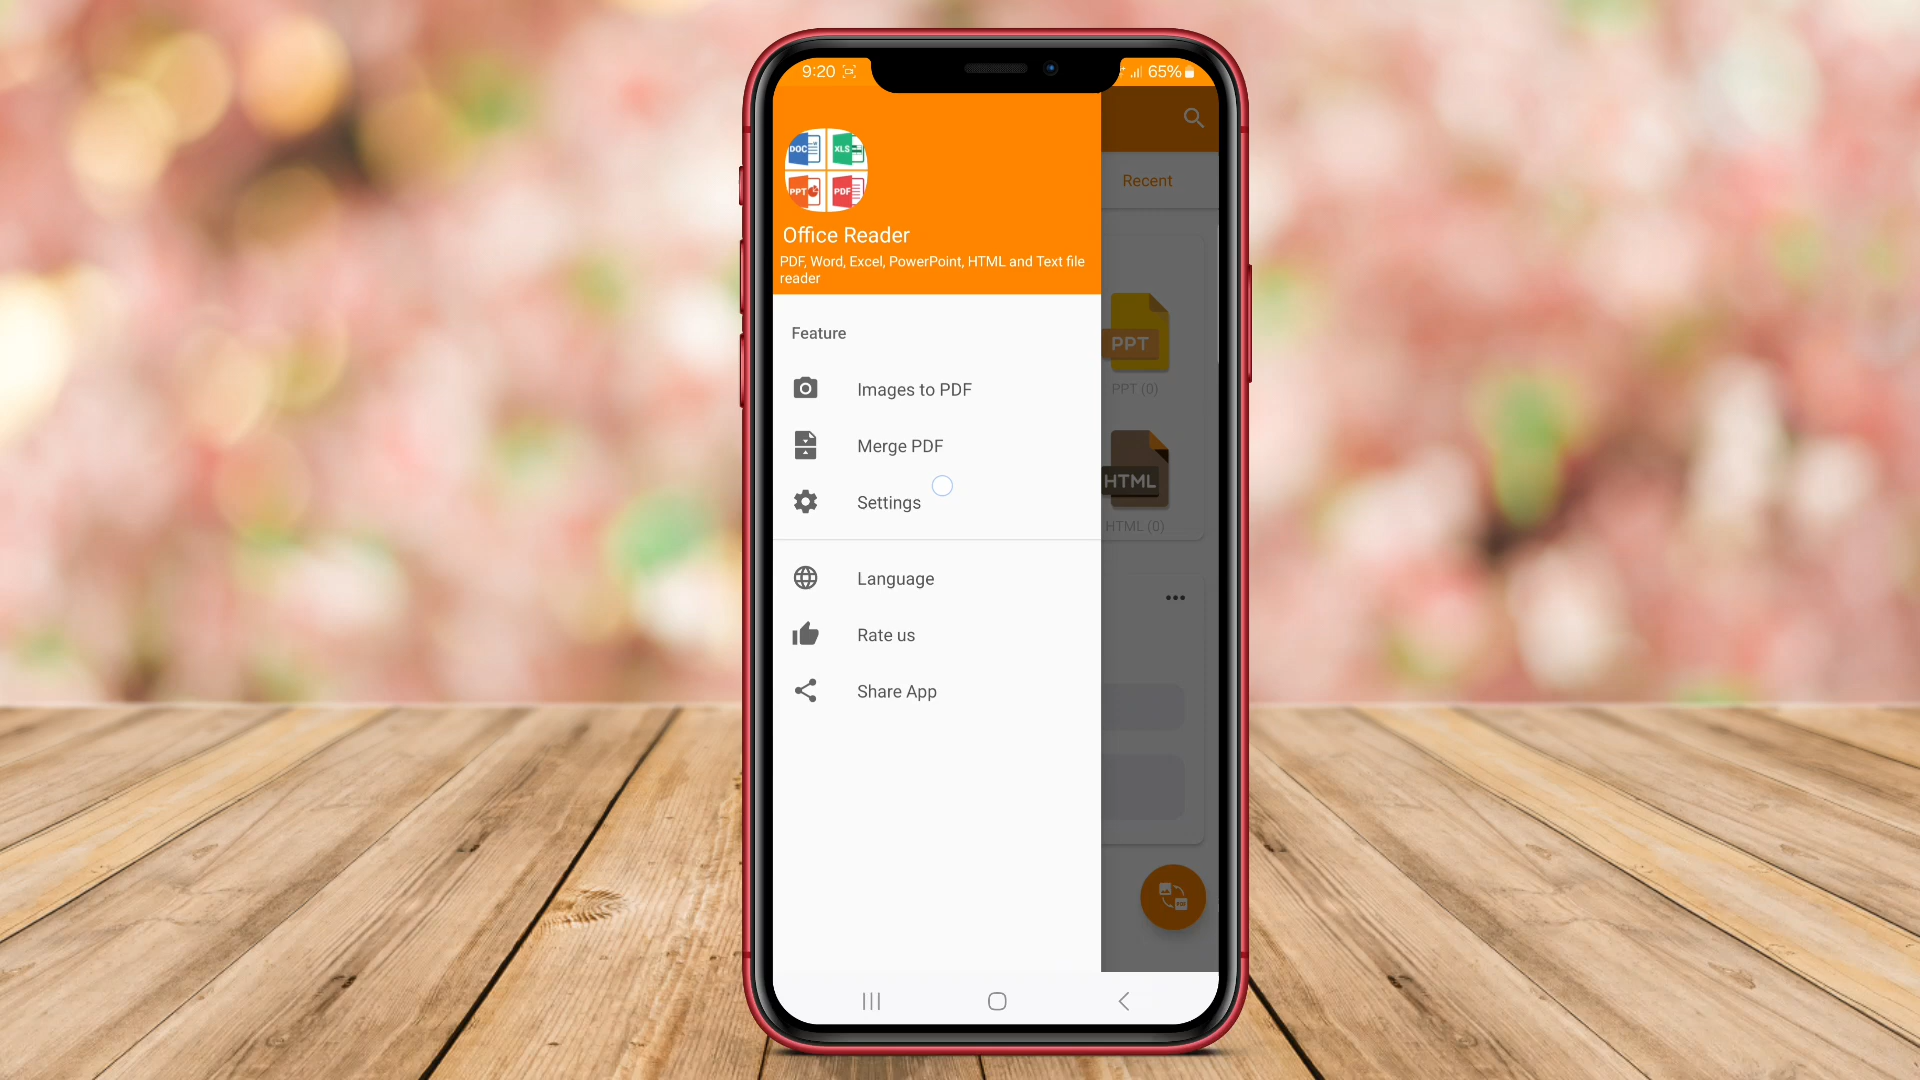 9:20
65%
DOC
XLS
PPT
PDF
Office Reader
PDF, Word, Excel, PowerPoint, HTML and Text file
reader
Recent
Feature
Images to PDF
Merge PDF
Settings
PPT
PPT (0)
HTML
HTML (0)
Language
Rate us
Share App